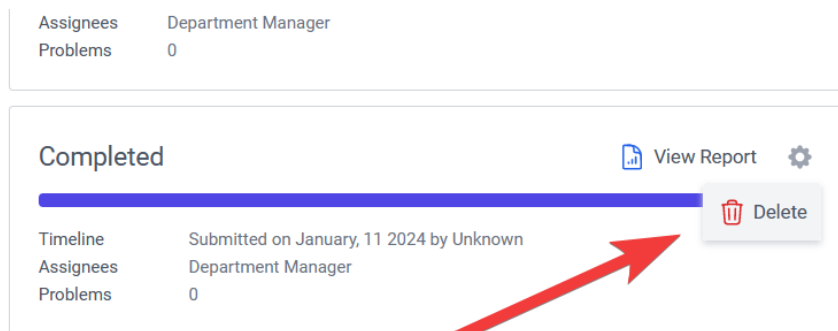 Assignees Department Manager
Problems 0
Completed View Report
Delete
Timeline Submitted on January, 11 2024 by Unknown
Assignees Department Manager
Problems 0